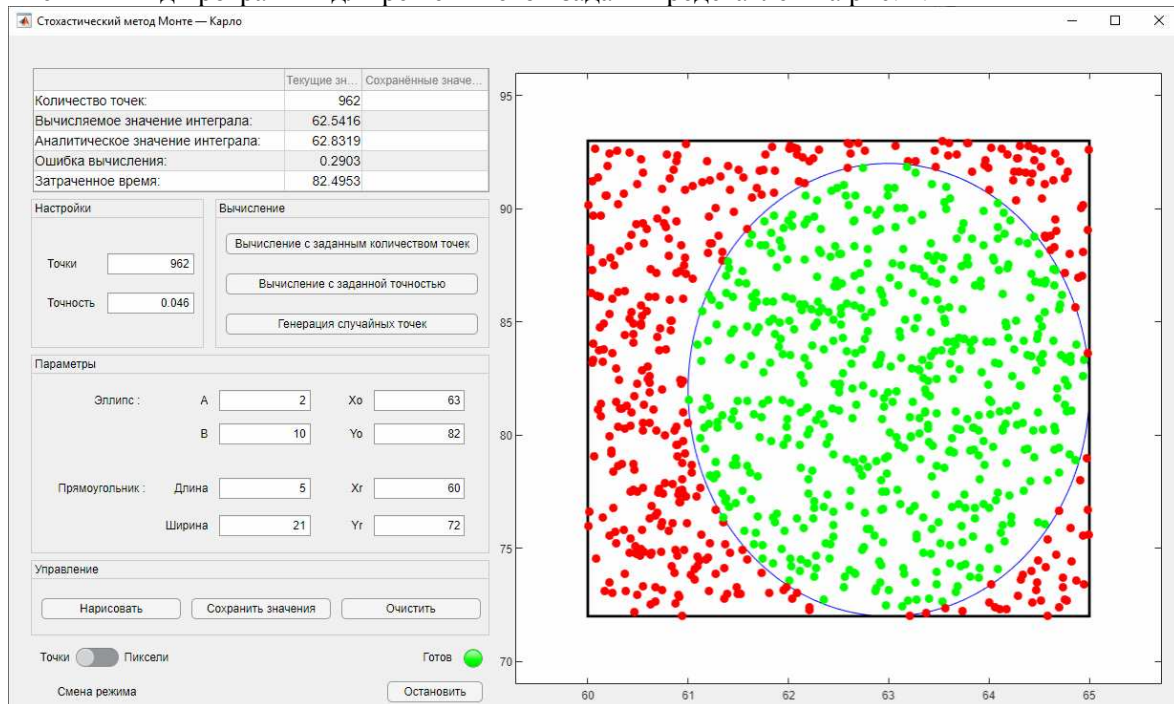 Стохастический метод Монте — Карло
Текущие зн... Сохранённые значе...
Количество точек: 962
Вычисляемое значение интеграла: 62.5416
Аналитическое значение интеграла: 62.8319
Ошибка вычисления: 0.2903
Затраченное время: 82.4953
Настройки
Точки 962
Точность 0.046
Вычисление
Вычисление с заданным количеством точек
Вычисление с заданной точностью
Генерация случайных точек
Параметры
Эллипс : A 2 Xo 63
B 10 Yo 82
Прямоугольник : Длина 5 Xr 60
Ширина 21 Yr 72
Управление
Нарисовать Сохранить значения Очистить
Точки Пиксели Готов
Смена режима Остановить
95
90
85
80
75
70
60 61 62 63 64 65